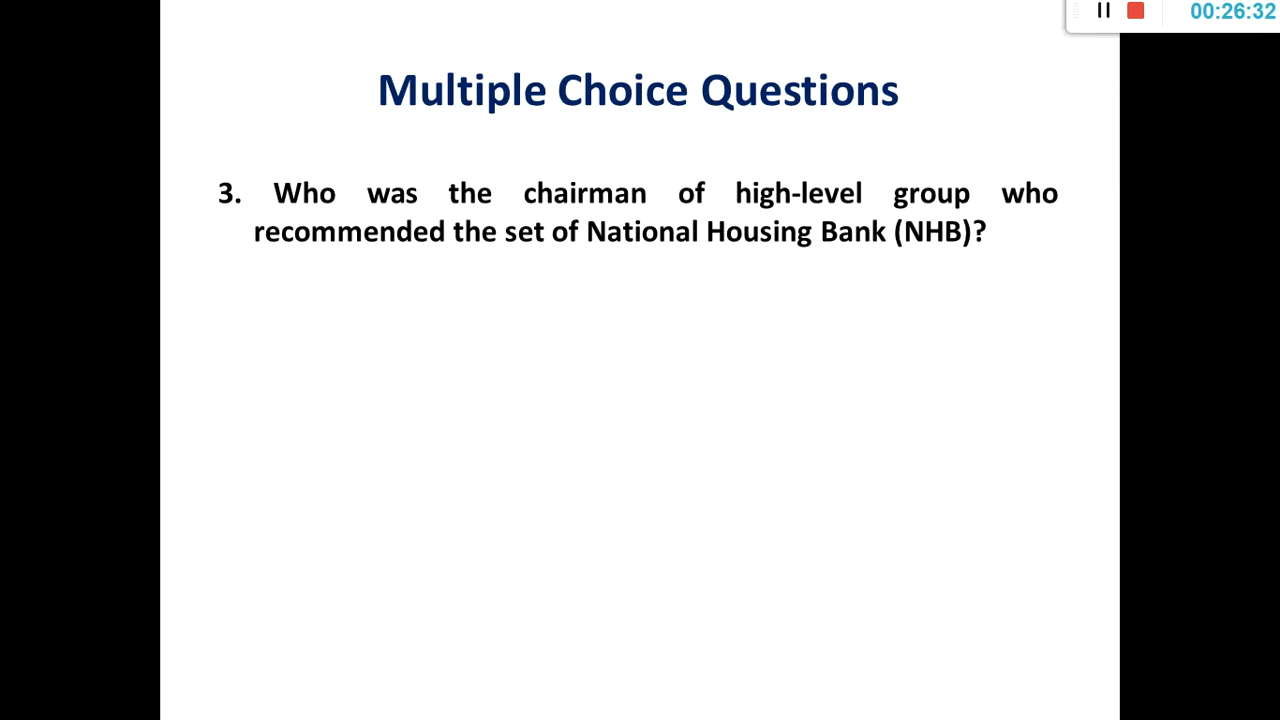 00:26:32
Multiple Choice Questions
3. Who was the chairman of high-level group who
recommended the set of National Housing Bank (NHB)?